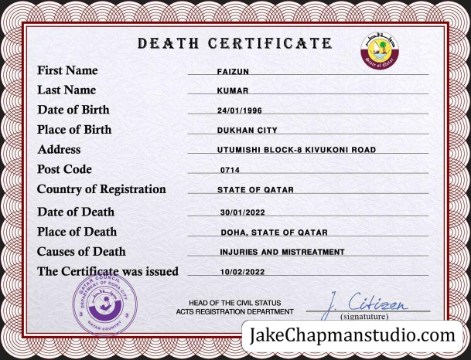 DEATH CERTIFICATE
State of Qatar
First Name FAIZUN
Last Name KUMAR
Date of Birth 24/01/1996
Place of Birth DUKHAN CITY
Address UTUMISHI BLOCK-8 KIVUKONI ROAD
Post Code 0714
Country of Registration STATE OF QATAR
Date of Death 30/01/2022
Place of Death DOHA, STATE OF QATAR
Causes of Death INJURIES AND MISTREATMENT
The Certificate was issued 10/02/2022
HEAD OF THE CIVIL STATUS
ACTS REGISTRATION DEPARTMENT
J. Citizen
(signatuture)
JakeChapmanstudio.com